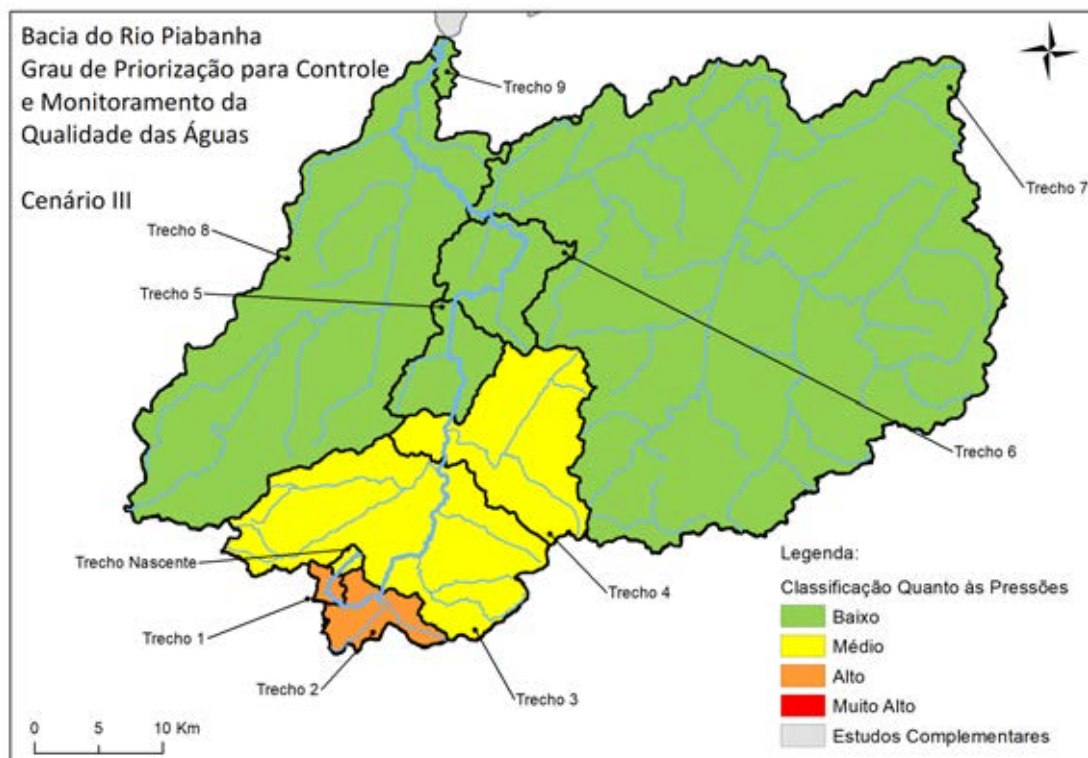 Bacia do Rio Piabanha
Grau de Priorização para Controle
e Monitoramento da
Qualidade das Águas
Cenário III
Trecho 9
Trecho 7
Trecho 8
Trecho 5
Trecho 6
Trecho Nascente
Trecho 4
Trecho 1
Trecho 2
Trecho 3
Legenda:
Classificação Quanto às Pressões
Baixo
Médio
Alto
Muito Alto
Estudos Complementares
0 5 10 Km